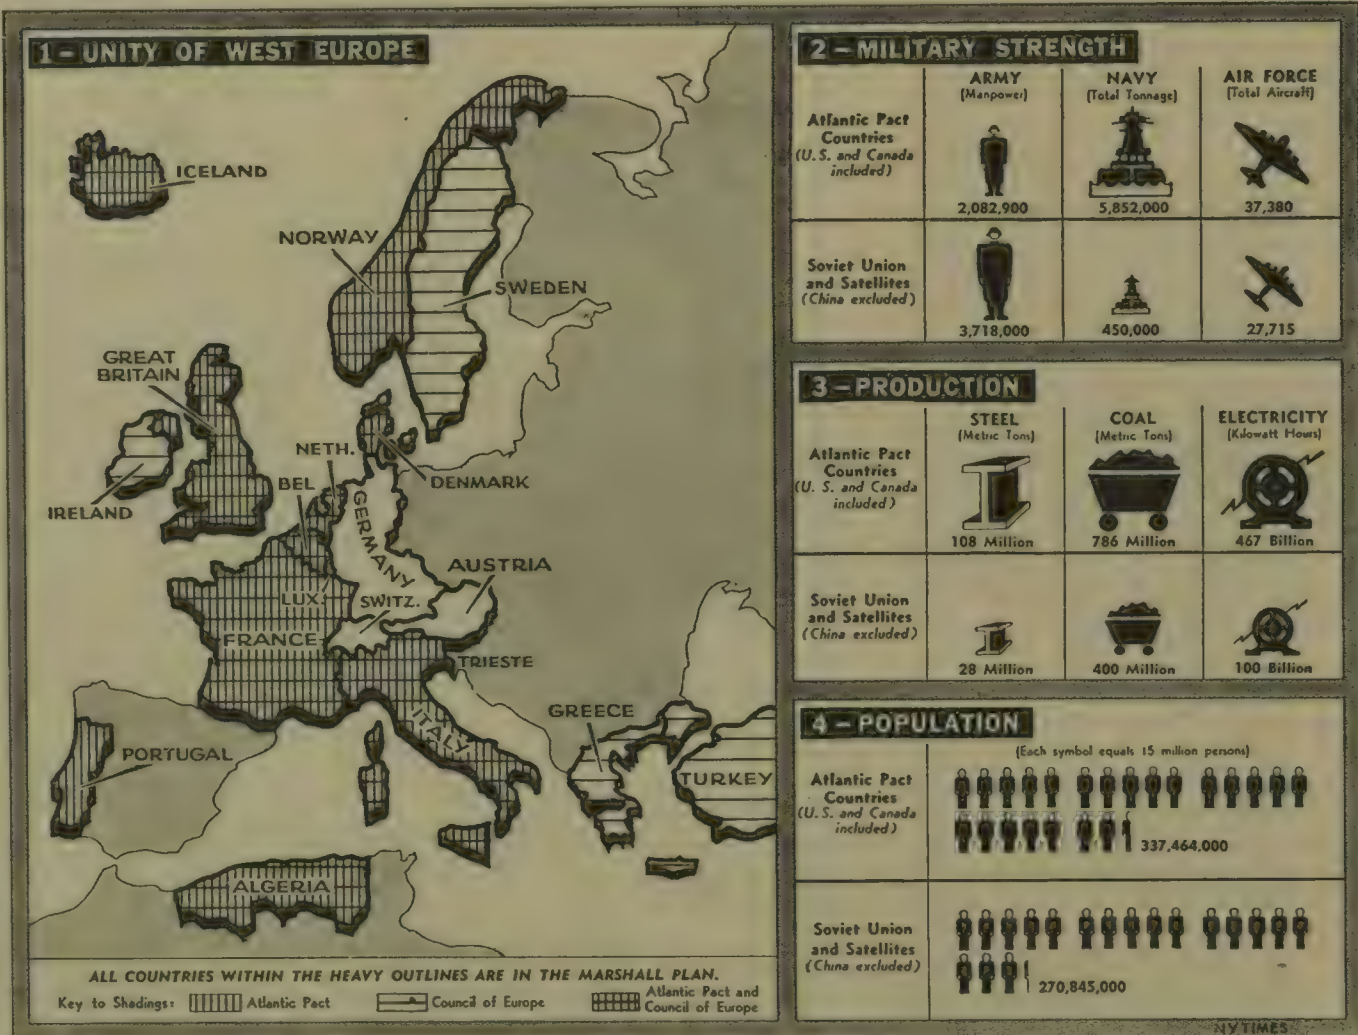 1 – UNITY OF WEST EUROPE
ICELAND
NORWAY
SWEDEN
GREAT
BRITAIN
NETH.
BEL
DENMARK
IRELAND
GERMANY
AUSTRIA
LUX.
SWITZ.
FRANCE
TRIESTE
GREECE
ITALY
PORTUGAL
TURKEY
ALGERIA
ALL COUNTRIES WITHIN THE HEAVY OUTLINES ARE IN THE MARSHALL PLAN.
Key to Shadings: Atlantic Pact Council of Europe Atlantic Pact and
Council of Europe
2 – MILITARY STRENGTH
ARMY NAVY AIR FORCE
(Manpower) (Total Tonnage) (Total Aircraft)
Atlantic Pact
Countries
(U. S. and Canada
included)
2,082,900 5,852,000 37,380
Soviet Union
and Satellites
(China excluded)
3,718,000 450,000 27,715
3 – PRODUCTION
STEEL COAL ELECTRICITY
(Metric Tons) (Metric Tons) (Kilowatt Hours)
Atlantic Pact
Countries
(U. S. and Canada
included)
108 Million 786 Million 467 Billion
Soviet Union
and Satellites
(China excluded)
28 Million 400 Million 100 Billion
4 – POPULATION
(Each symbol equals 15 million persons)
Atlantic Pact
Countries
(U. S. and Canada
included)
337,464,000
Soviet Union
and Satellites
(China excluded)
270,845,000
NYTIMES